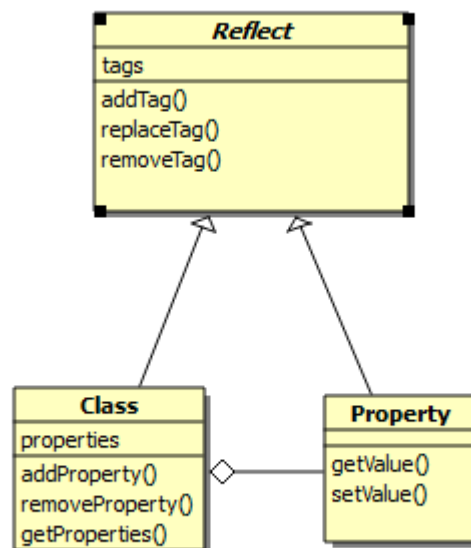 Reflect
tags
addTag()
replaceTag()
removeTag()
Class
properties
addProperty()
removeProperty()
getProperties()
Property
getValue()
setValue()